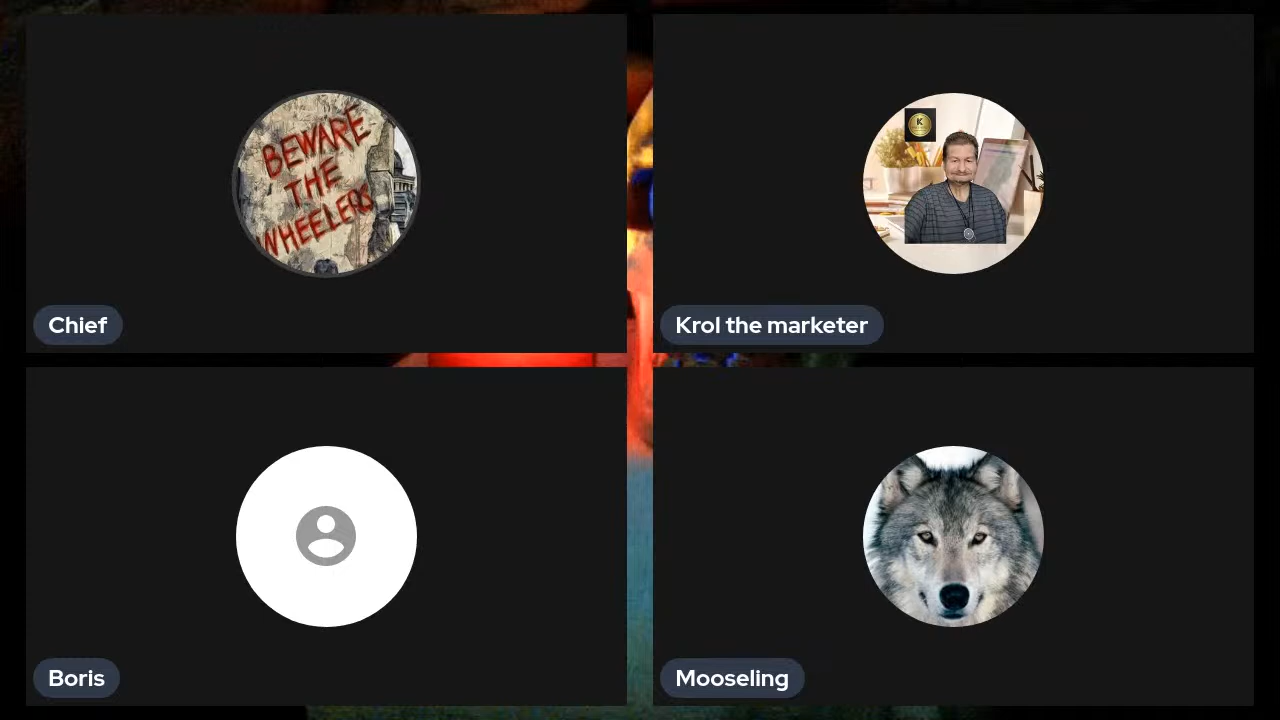 BEWARE
THE
WHEELERS
K
Chief
Krol the marketer
Boris
Mooseling